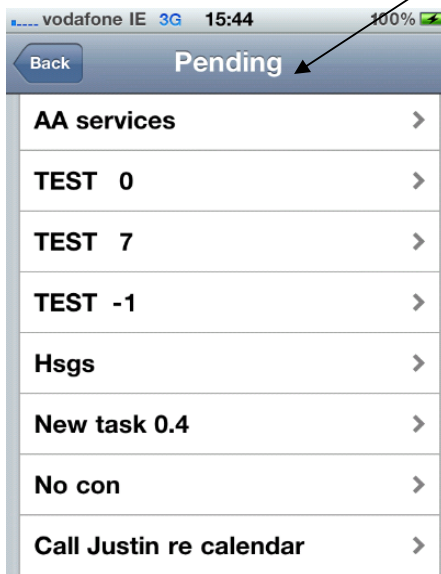 vodafone IE 3G 15:44 100%
Back Pending
AA services
TEST 0
TEST 7
TEST -1
Hsgs
New task 0.4
No con
Call Justin re calendar